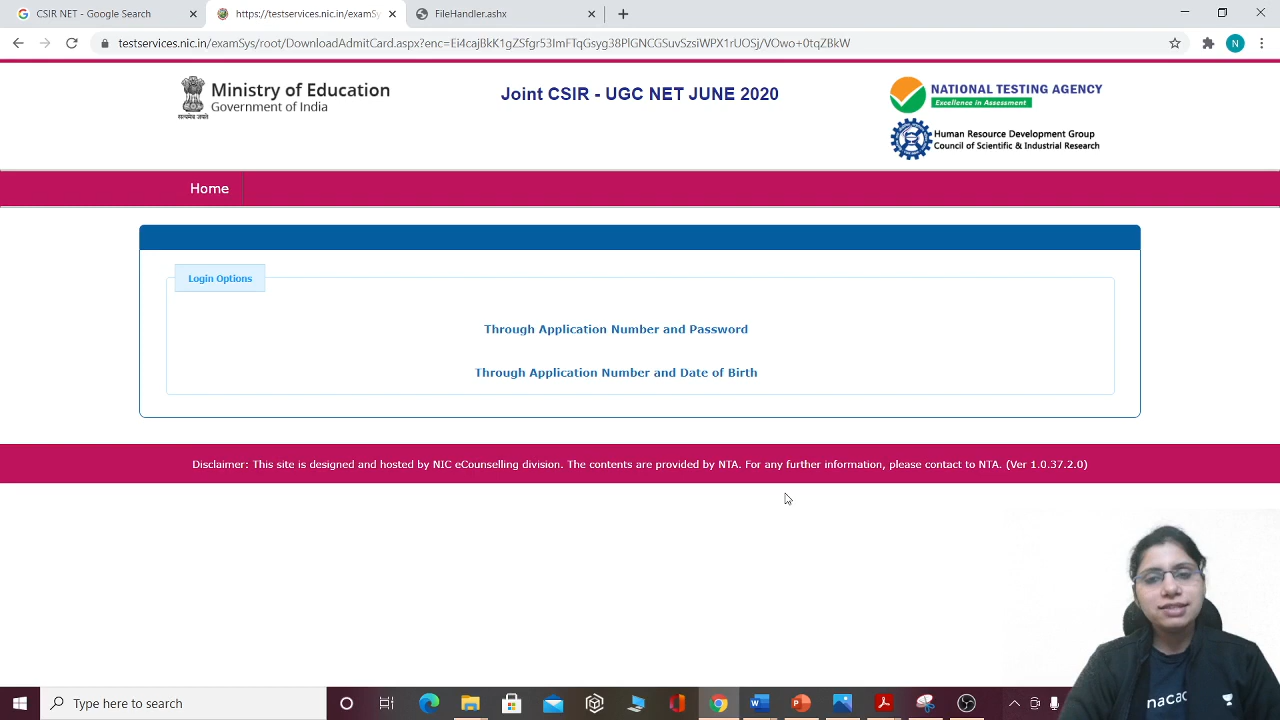 CSIR NET - Google Search
https://testservices.nic.in/examSy
FileHandler.ashx
testservices.nic.in/examSys/root/DownloadAdmitCard.aspx?enc=Ei4cajBkK1qZSfgr53ImFTqGsyg38PlGNCGSuvSzsiWPX1rUOSj/VOwo+0tqZBkW
N
Ministry of Education
Government of India
सत्यमेव जयते
Joint CSIR - UGC NET JUNE 2020
NATIONAL TESTING AGENCY
Excellence in Assessment
Human Resource Development Group
Council of Scientific & Industrial Research
Home
Login Options
Through Application Number and Password
Through Application Number and Date of Birth
Disclaimer: This site is designed and hosted by NIC eCounselling division. The contents are provided by NTA. For any further information, please contact to NTA. (Ver 1.0.37.2.0)
Type here to search